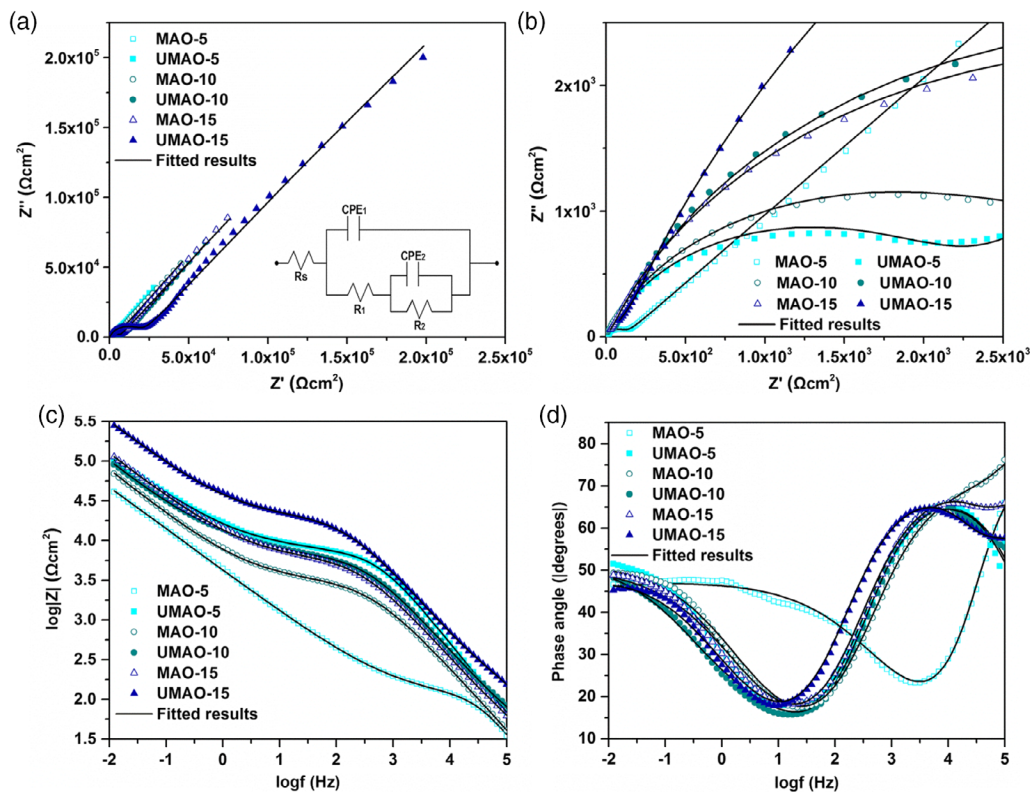 (a)
MAO-5
UMAO-5
MAO-10
UMAO-10
MAO-15
UMAO-15
Fitted results
2.0x10⁵
1.5x10⁵
1.0x10⁵
5.0x10⁴
0.0
Z'' (Ωcm²)
CPE₁
CPE₂
Rs
R₁
R₂
0.0 5.0x10⁴ 1.0x10⁵ 1.5x10⁵ 2.0x10⁵ 2.5x10⁵
Z' (Ωcm²)
(b)
2x10³
1x10³
0
Z'' (Ωcm²)
MAO-5 UMAO-5
MAO-10 UMAO-10
MAO-15 UMAO-15
Fitted results
0.0 5.0x10² 1.0x10³ 1.5x10³ 2.0x10³ 2.5x10³
Z' (Ωcm²)
(c)
5.5
5.0
4.5
4.0
3.5
3.0
2.5
2.0
1.5
log|Z| (Ωcm²)
MAO-5
UMAO-5
MAO-10
UMAO-10
MAO-15
UMAO-15
Fitted results
-2 -1 0 1 2 3 4 5
logf (Hz)
(d)
80
70
60
50
40
30
20
10
Phase angle (|degrees|)
MAO-5
UMAO-5
MAO-10
UMAO-10
MAO-15
UMAO-15
Fitted results
-2 -1 0 1 2 3 4 5
logf (Hz)